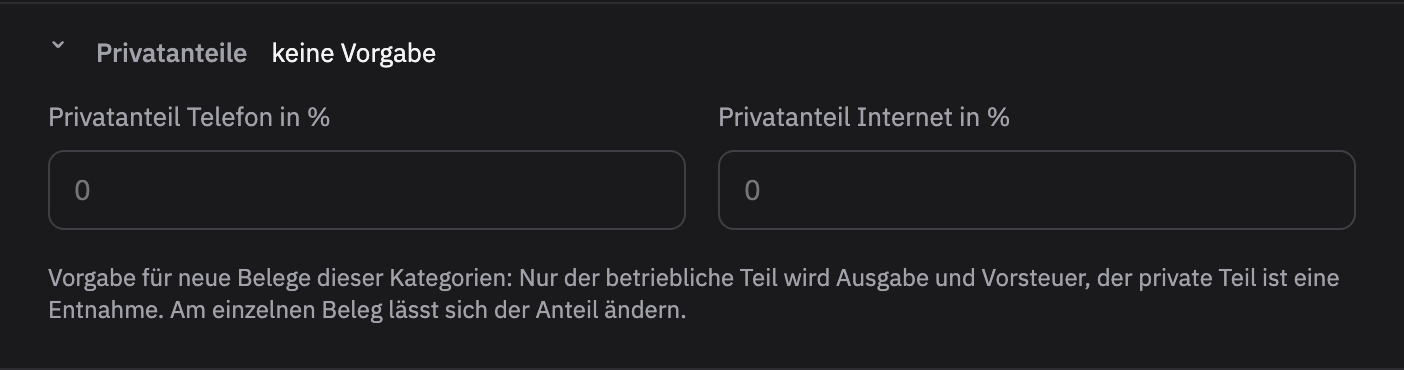 Privatanteile keine Vorgabe
Privatanteil Telefon in % Privatanteil Internet in %
0 0
Vorgabe für neue Belege dieser Kategorien: Nur der betriebliche Teil wird Ausgabe und Vorsteuer, der private Teil ist eine
Entnahme. Am einzelnen Beleg lässt sich der Anteil ändern.